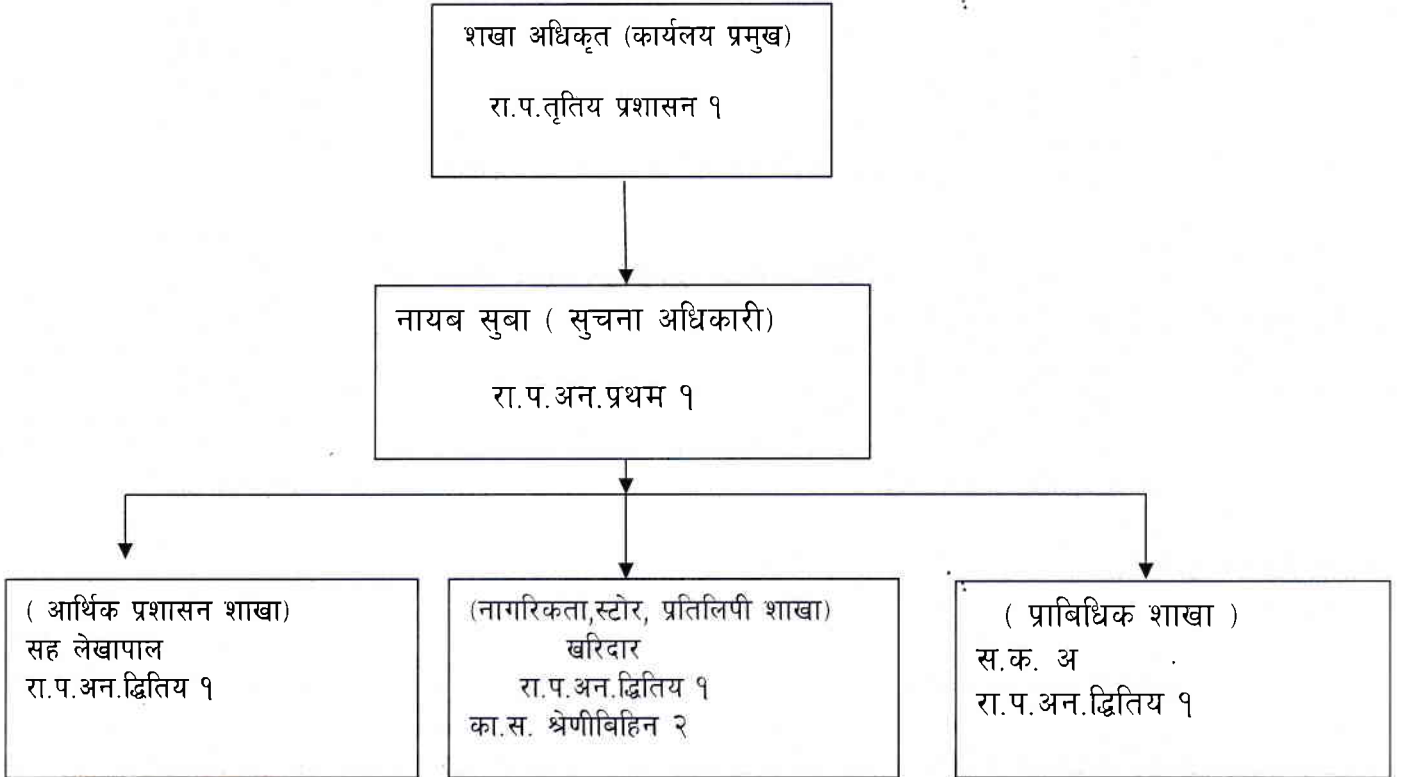 शखा अधिकृत (कार्यलय प्रमुख)
रा.प.तृतिय प्रशासन १
नायब सुबा ( सुचना अधिकारी)
रा.प.अन.प्रथम १
( आर्थिक प्रशासन शाखा)
सह लेखापाल
रा.प.अन.द्धितिय १
(नागरिकता,स्टोर, प्रतिलिपी शाखा)
खरिदार
रा.प.अन.द्धितिय १
का.स. श्रेणीबिहिन २
( प्राबिधिक शाखा )
स.क. अ
रा.प.अन.द्धितिय १